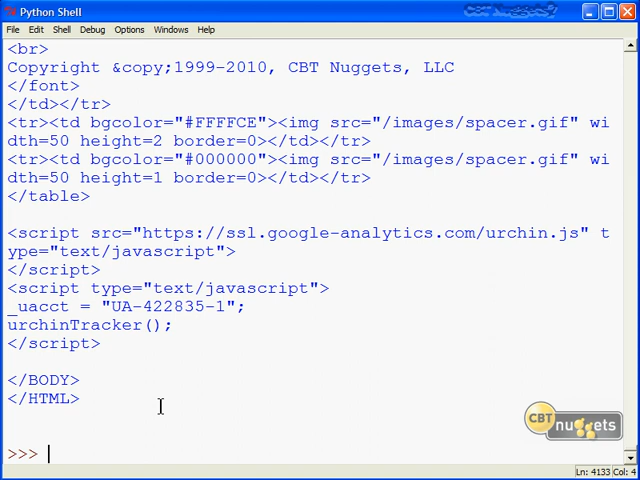 Python Shell
CBT Nuggets
File Edit Shell Debug Options Windows Help
<br>
Copyright &copy;1999-2010, CBT Nuggets, LLC
</font>
</td></tr>
<tr><td bgcolor="#FFFFCE"><img src="/images/spacer.gif" wi
dth=50 height=2 border=0></td></tr>
<tr><td bgcolor="#000000"><img src="/images/spacer.gif" wi
dth=50 height=1 border=0></td></tr>
</table>
<script src="https://ssl.google-analytics.com/urchin.js" t
ype="text/javascript">
</script>
<script type="text/javascript">
_uacct = "UA-422835-1";
urchinTracker();
</script>
</BODY>
</HTML>
CBT nuggets
>>>
Ln: 4133 Col: 4